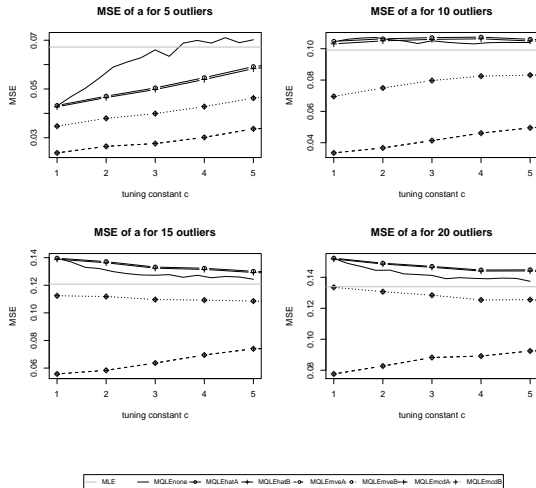 MSE of a for 5 outliers
MSE
0.03 0.05 0.07
1 2 3 4 5
tuning constant c
MSE of a for 10 outliers
MSE
0.04 0.06 0.08 0.10
1 2 3 4 5
tuning constant c
MSE of a for 15 outliers
MSE
0.06 0.08 0.10 0.12 0.14
1 2 3 4 5
tuning constant c
MSE of a for 20 outliers
MSE
0.08 0.10 0.12 0.14
1 2 3 4 5
tuning constant c
MLE MQLEnone MQLEhatA MQLEhatB MQLEmveA MQLEmveB MQLEmcdA MQLEmcdB